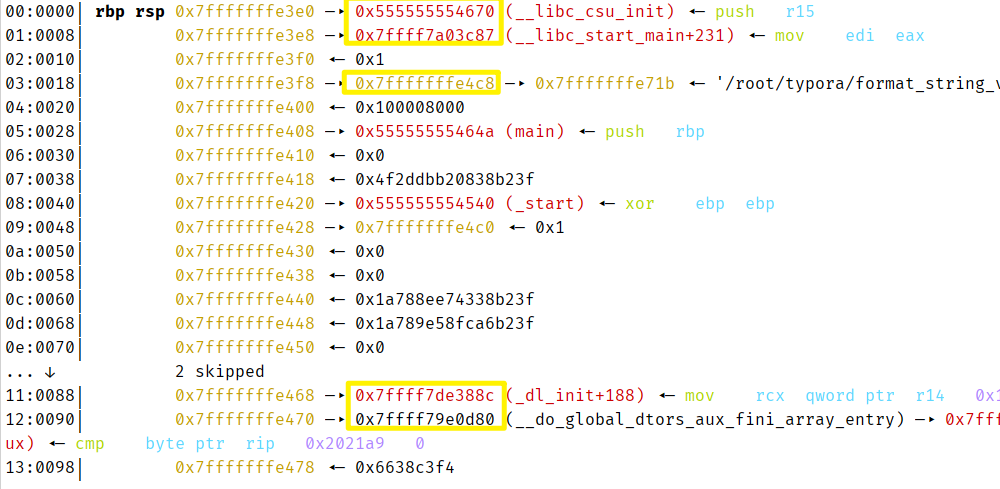 00:0000│ rbp rsp 0x7fffffffe3e0 —▸ 0x555555554670 (__libc_csu_init) ◂— push   r15
01:0008│         0x7fffffffe3e8 —▸ 0x7ffff7a03c87 (__libc_start_main+231) ◂— mov    edi  eax
02:0010│         0x7fffffffe3f0 ◂— 0x1
03:0018│         0x7fffffffe3f8 —▸ 0x7fffffffe4c8 —▸ 0x7fffffffe71b ◂— '/root/typora/format_string_v
04:0020│         0x7fffffffe400 ◂— 0x100008000
05:0028│         0x7fffffffe408 —▸ 0x55555555464a (main) ◂— push   rbp
06:0030│         0x7fffffffe410 ◂— 0x0
07:0038│         0x7fffffffe418 ◂— 0x4f2ddbb20838b23f
08:0040│         0x7fffffffe420 —▸ 0x555555554540 (_start) ◂— xor    ebp  ebp
09:0048│         0x7fffffffe428 —▸ 0x7fffffffe4c0 ◂— 0x1
0a:0050│         0x7fffffffe430 ◂— 0x0
0b:0058│         0x7fffffffe438 ◂— 0x0
0c:0060│         0x7fffffffe440 ◂— 0x1a788ee74338b23f
0d:0068│         0x7fffffffe448 ◂— 0x1a789e58fca6b23f
0e:0070│         0x7fffffffe450 ◂— 0x0
... ↓            2 skipped
11:0088│         0x7fffffffe468 —▸ 0x7ffff7de388c (_dl_init+188) ◂— mov    rcx  qword ptr  r14   0x1
12:0090│         0x7fffffffe470 —▸ 0x7ffff79e0d80 (__do_global_dtors_aux_fini_array_entry) —▸ 0x7fff
ux) ◂— cmp    byte ptr  rip   0x2021a9   0
13:0098│         0x7fffffffe478 ◂— 0x6638c3f4